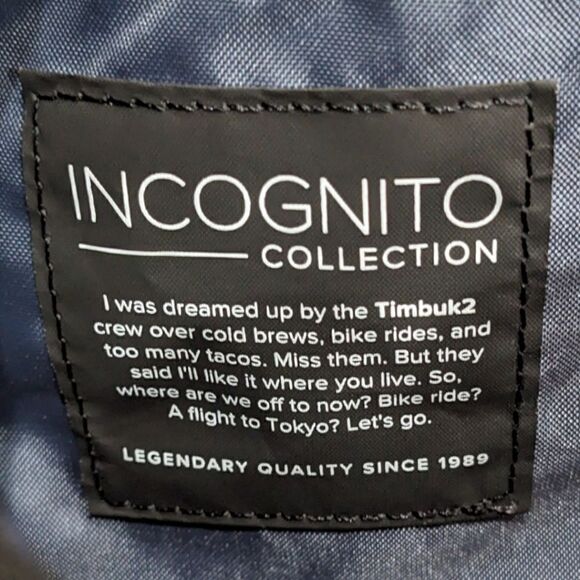 INCOGNITO
COLLECTION
I was dreamed up by the Timbuk2
crew over cold brews, bike rides, and
too many tacos. Miss them. But they
said I'll like it where you live. So,
where are we off to now? Bike ride?
A flight to Tokyo? Let's go.
LEGENDARY QUALITY SINCE 1989